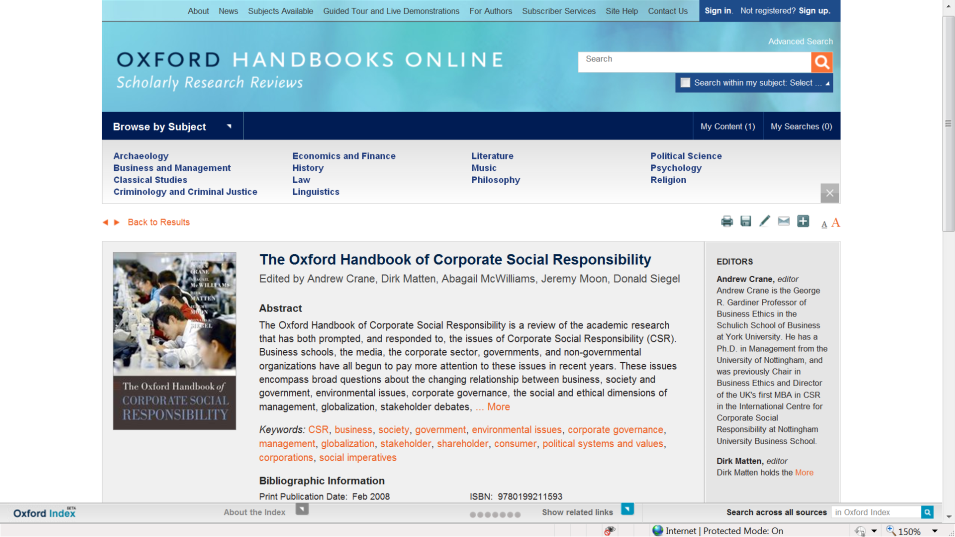 About News Subjects Available Guided Tour and Live Demonstrations For Authors Subscriber Services Site Help Contact Us Sign in. Not registered? Sign up.
OXFORD HANDBOOKS ONLINE
Scholarly Research Reviews
Advanced Search
Search
Search within my subject: Select ...
Browse by Subject
My Content (1) My Searches (0)
Archaeology Economics and Finance Literature Political Science
Business and Management History Music Psychology
Classical Studies Law Philosophy Religion
Criminology and Criminal Justice Linguistics
Back to Results
A A
CRANE
McWILLIAMS
MATTEN
MOON
SIEGEL
The Oxford Handbook of
CORPORATE SOCIAL
RESPONSIBILITY
The Oxford Handbook of Corporate Social Responsibility
Edited by Andrew Crane, Dirk Matten, Abagail McWilliams, Jeremy Moon, Donald Siegel
Abstract
The Oxford Handbook of Corporate Social Responsibility is a review of the academic research
that has both prompted, and responded to, the issues of Corporate Social Responsibility (CSR).
Business schools, the media, the corporate sector, governments, and non-governmental
organizations have all begun to pay more attention to these issues in recent years. These issues
encompass broad questions about the changing relationship between business, society and
government, environmental issues, corporate governance, the social and ethical dimensions of
management, globalization, stakeholder debates, ... More
Keywords: CSR, business, society, government, environmental issues, corporate governance,
management, globalization, stakeholder, shareholder, consumer, political systems and values,
corporations, social imperatives
Bibliographic Information
Print Publication Date: Feb 2008 ISBN: 9780199211593
EDITORS
Andrew Crane, editor
Andrew Crane is the George
R. Gardiner Professor of
Business Ethics in the
Schulich School of Business
at York University. He has a
Ph.D. in Management from the
University of Nottingham, and
was previously Chair in
Business Ethics and Director
of the UK's first MBA in CSR
in the International Centre for
Corporate Social
Responsibility at Nottingham
University Business School.
Dirk Matten, editor
Dirk Matten holds the More
Oxford Index BETA About the Index Show related links Search across all sources in Oxford Index
Internet | Protected Mode: On 150%